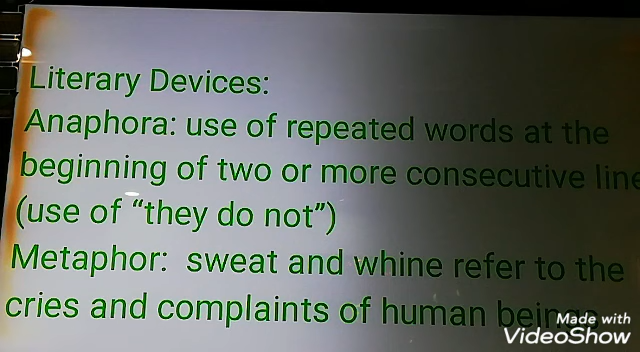 Literary Devices:
Anaphora: use of repeated words at the
beginning of two or more consecutive line
(use of “they do not”)
Metaphor:  sweat and whine refer to the
cries and complaints of human beings
Made with
VideoShow